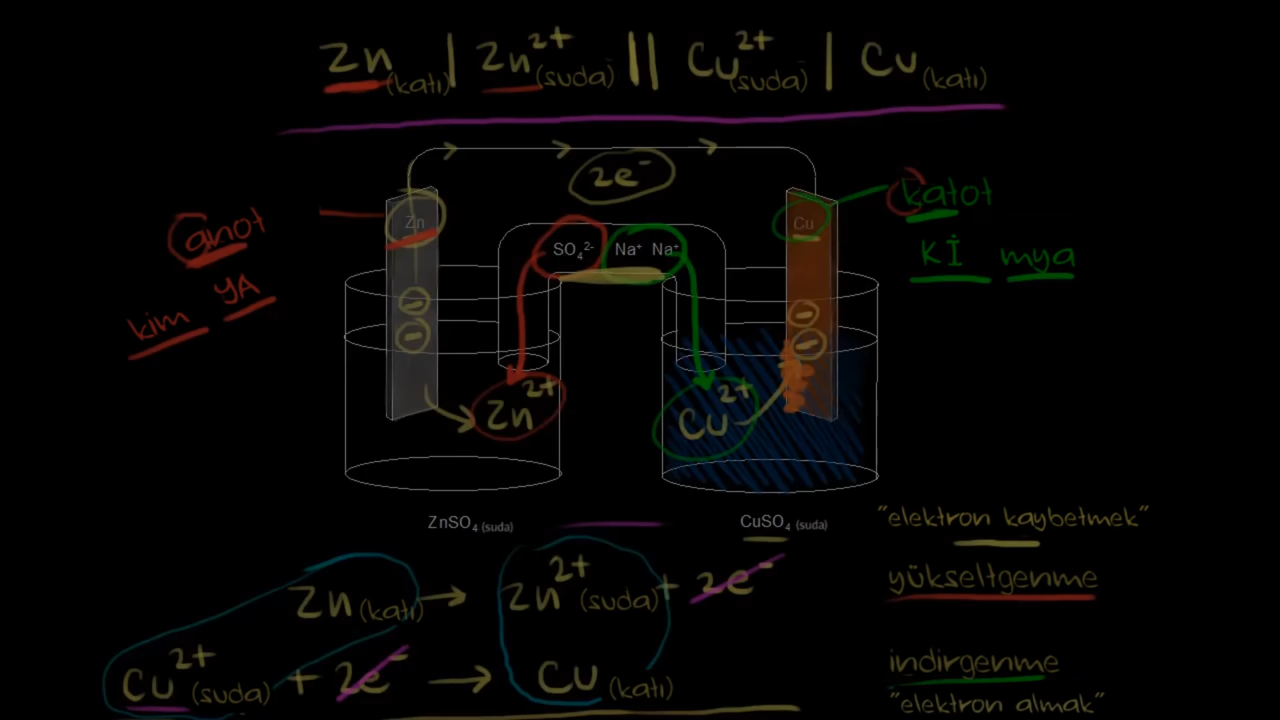 Zn (katı) | Zn²⁺ (suda) || Cu²⁺ (suda) | Cu (katı)
2e⁻
anot
Zn
SO₄²⁻ Na⁺ Na⁺
Cu
katot
kim YA
Kİ mya
Zn²⁺
Cu²⁺
ZnSO₄ (suda)
CuSO₄ (suda)
"elektron kaybetmek"
Zn (katı) → Zn²⁺ (suda) + 2e⁻
yükseltgenme
Cu²⁺ (suda) + 2e⁻ → Cu (katı)
indirgenme
"elektron almak"